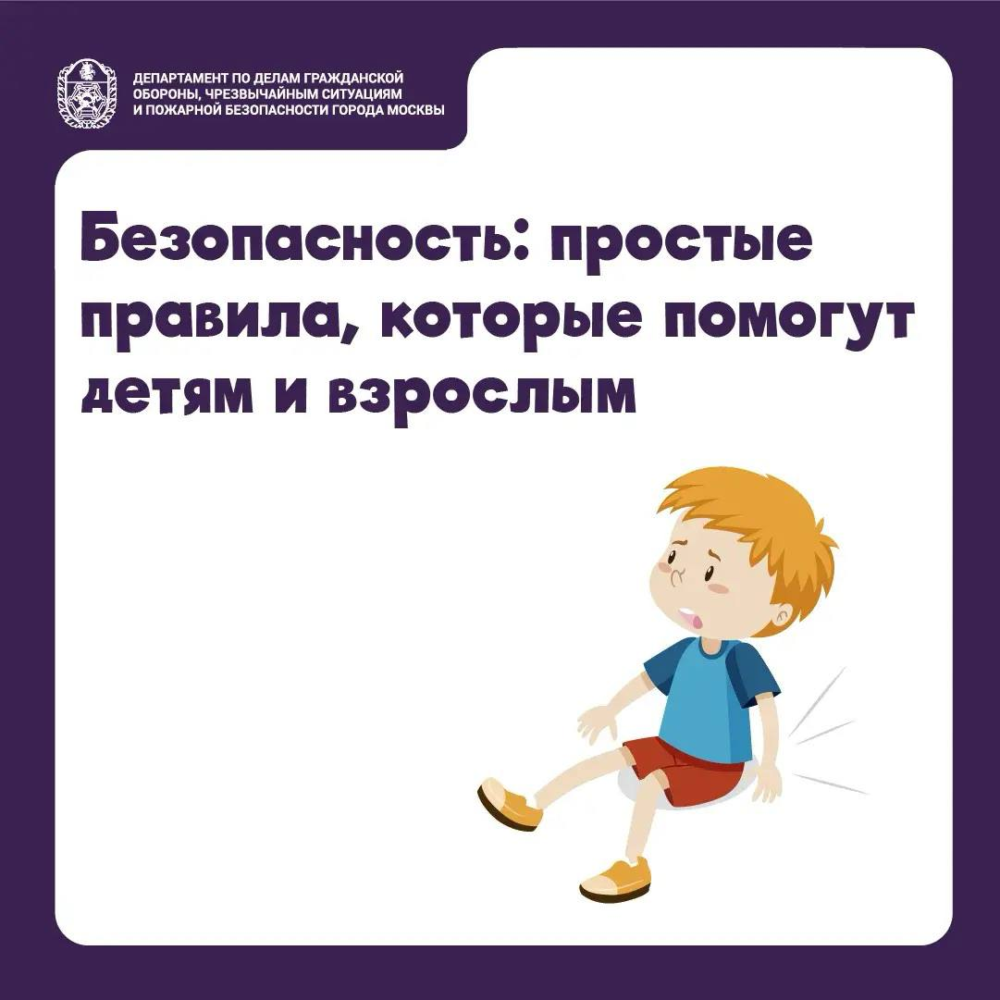 ДЕПАРТАМЕНТ ПО ДЕЛАМ ГРАЖДАНСКОЙ
ОБОРОНЫ, ЧРЕЗВЫЧАЙНЫМ СИТУАЦИЯМ
И ПОЖАРНОЙ БЕЗОПАСНОСТИ ГОРОДА МОСКВЫ
Безопасность: простые
правила, которые помогут
детям и взрослым